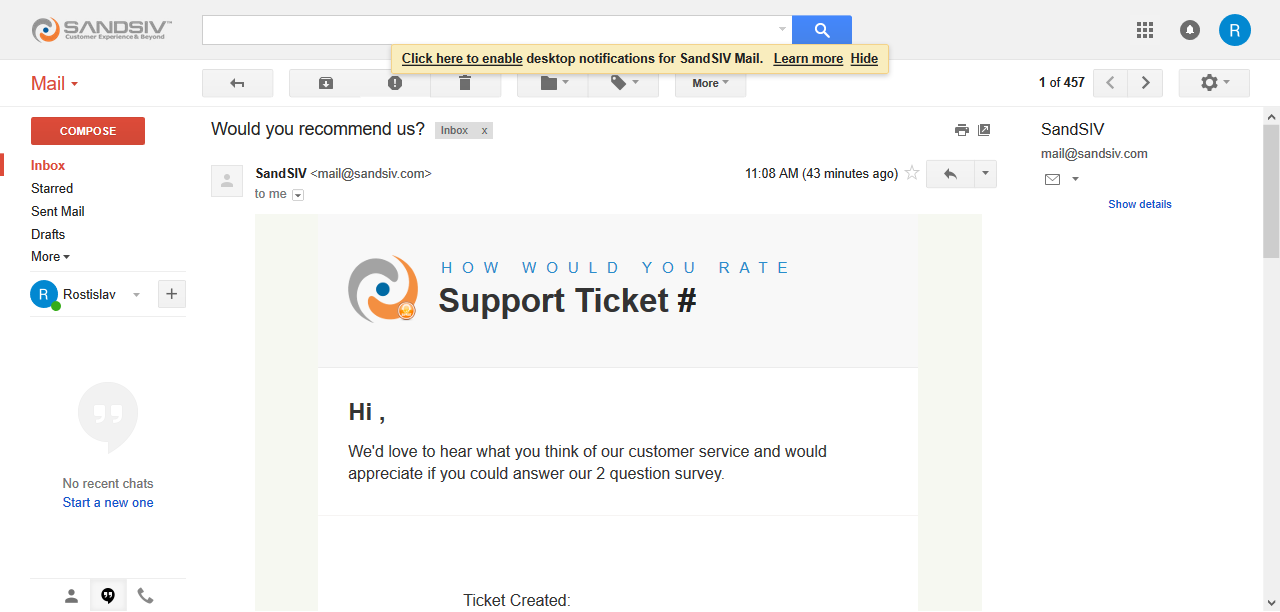 SANDSIV™
Customer Experience & Beyond
R
Click here to enable desktop notifications for SandSIV Mail. Learn more Hide
Mail
More
1 of 457
COMPOSE
Inbox
Starred
Sent Mail
Drafts
More
R
Rostislav
+
No recent chats
Start a new one
Would you recommend us?
Inbox x
SandSIV <mail@sandsiv.com>
11:08 AM (43 minutes ago)
to me
HOW WOULD YOU RATE
Support Ticket #
2
Hi ,
We'd love to hear what you think of our customer service and would
appreciate if you could answer our 2 question survey.
Ticket Created:
SandSIV
mail@sandsiv.com
Show details